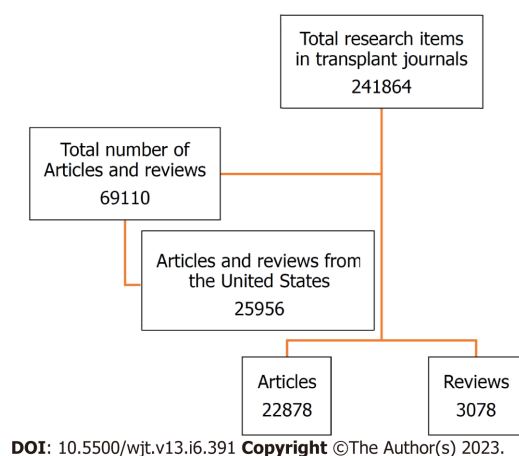 Total research items
in transplant journals
241864
Total number of
Articles and reviews
69110
Articles and reviews from
the United States
25956
Articles
22878
Reviews
3078
DOI: 10.5500/wjt.v13.i6.391 Copyright ©The Author(s) 2023.